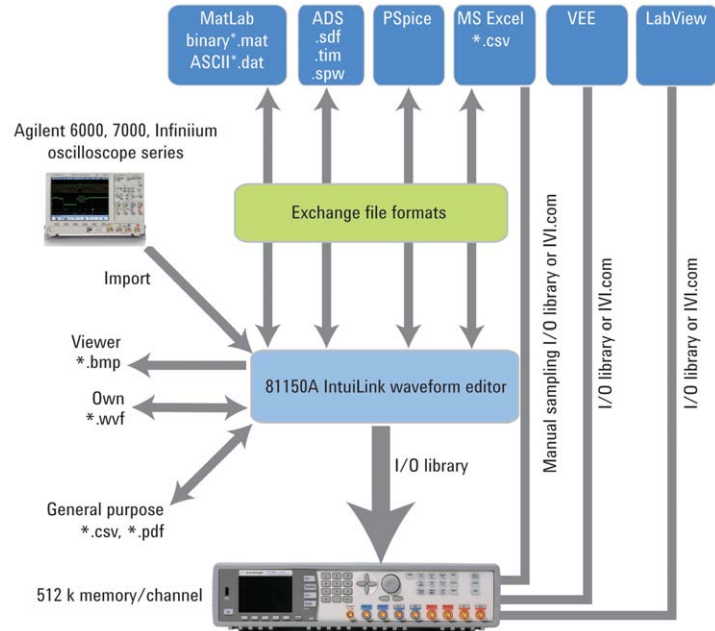 MatLab
binary*.mat
ASCII*.dat
ADS
.sdf
.tim
.spw
PSpice
MS Excel
*.csv
VEE
LabView
Agilent 6000, 7000, Infiniium
oscilloscope series
Exchange file formats
Import
Viewer
*.bmp
81150A IntuiLink waveform editor
Own
*.wvf
I/O library
General purpose
*.csv, *.pdf
Manual sampling I/O library or IVI.com
I/O library or IVI.com
I/O library or IVI.com
512 k memory/channel